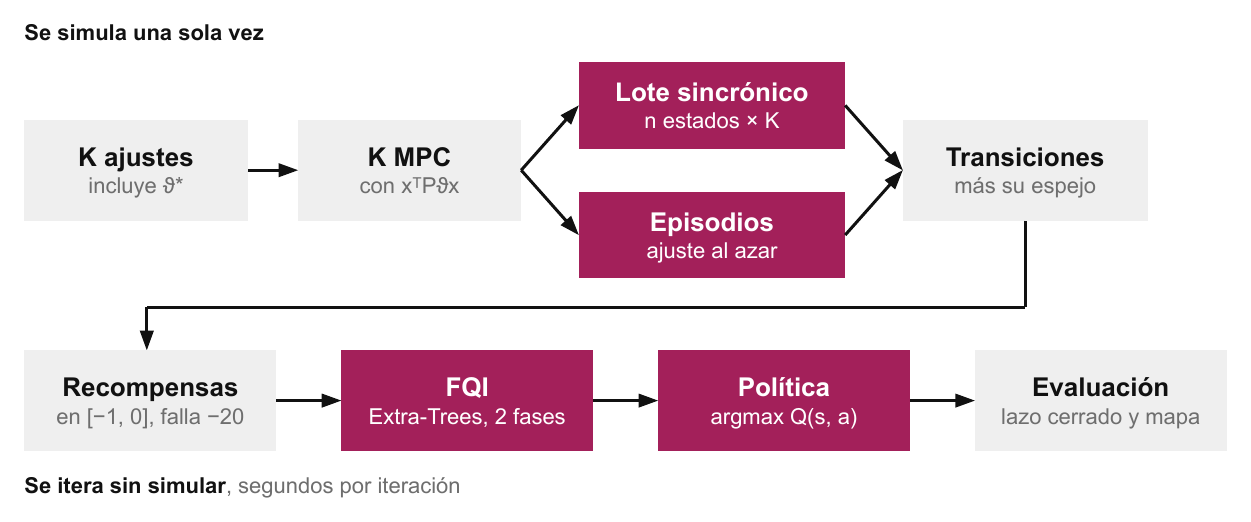 Se simula una sola vez
K ajustes
incluye ϑ*
K MPC
con xᵀPϑx
Lote sincrónico
n estados × K
Episodios
ajuste al azar
Transiciones
más su espejo
Recompensas
en [−1, 0], falla −20
FQI
Extra-Trees, 2 fases
Política
argmax Q(s, a)
Evaluación
lazo cerrado y mapa
Se itera sin simular, segundos por iteración